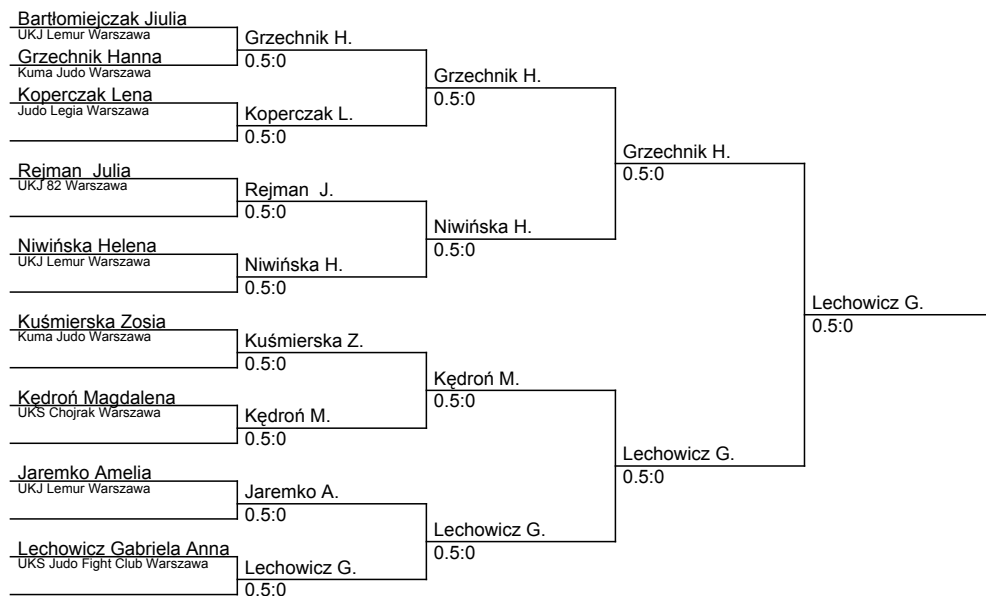 Bartłomiejczak Jiulia
UKJ Lemur Warszawa
Grzechnik Hanna
Kuma Judo Warszawa
Koperczak Lena
Judo Legia Warszawa
Rejman  Julia
UKJ 82 Warszawa
Niwińska Helena
UKJ Lemur Warszawa
Kuśmierska Zosia
Kuma Judo Warszawa
Kędroń Magdalena
UKS Chojrak Warszawa
Jaremko Amelia
UKJ Lemur Warszawa
Lechowicz Gabriela Anna
UKS Judo Fight Club Warszawa
Grzechnik H.
0.5:0
Koperczak L.
0.5:0
Rejman  J.
0.5:0
Niwińska H.
0.5:0
Kuśmierska Z.
0.5:0
Kędroń M.
0.5:0
Jaremko A.
0.5:0
Lechowicz G.
0.5:0
Grzechnik H.
0.5:0
Niwińska H.
0.5:0
Kędroń M.
0.5:0
Lechowicz G.
0.5:0
Grzechnik H.
0.5:0
Lechowicz G.
0.5:0
Lechowicz G.
0.5:0